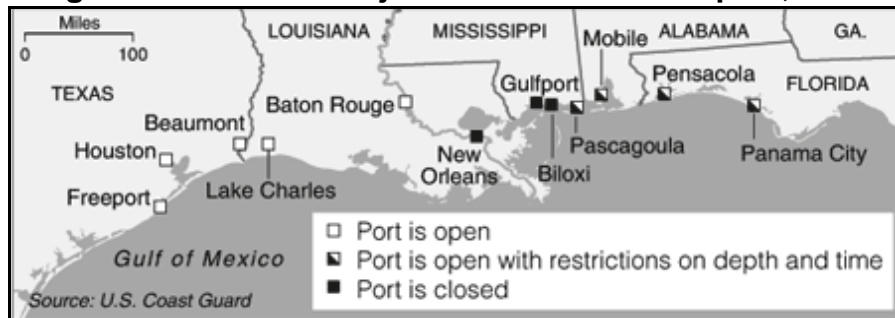 Miles
0 100
LOUISIANA
MISSISSIPPI
ALABAMA
GA.
Mobile
Gulfport
Pensacola
TEXAS
Baton Rouge
FLORIDA
Beaumont
Houston
New
Orleans
Pascagoula
Panama City
Biloxi
Lake Charles
Freeport
Port is open
Gulf of Mexico
Port is open with restrictions on depth and time
Port is closed
Source: U.S. Coast Guard